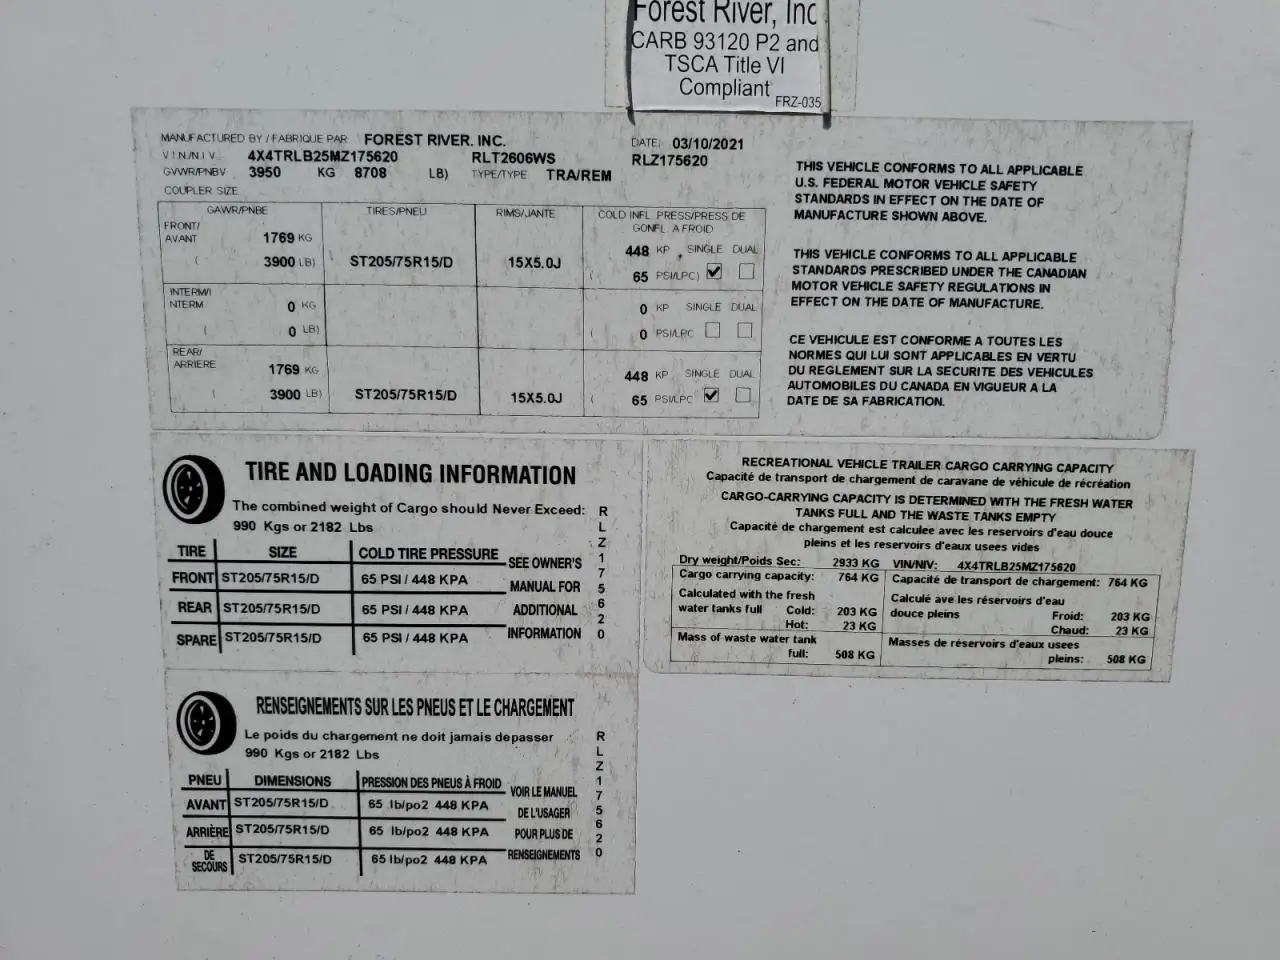 Forest River, Inc
CARB 93120 P2 and
TSCA Title VI
Compliant
FRZ-035
MANUFACTURED BY / FABRIQUE PAR FOREST RIVER, INC. DATE: 03/10/2021
V I N./N.I V. 4X4TRLB25MZ175620 RLT2606WS RLZ175620
GVWR/PNBV 3950 KG 8708 LB) TYPE/TYPE TRA/REM
COUPLER SIZE
GAWR/PNBE TIRES/PNEU RIMS/JANTE COLD INFL. PRESS/PRESS DE
GONFL. A FROID
FRONT/
AVANT 1769 KG 448 KP SINGLE DUAL
( 3900 LB) ST205/75R15/D 15X5.0J ( 65 PSI/LPC)
INTERM/I
NTERM 0 KG 0 KP SINGLE DUAL
( 0 LB) ( 0 PSI/LPC
REAR/
ARRIERE 1769 KG 448 KP SINGLE DUAL
( 3900 LB) ST205/75R15/D 15X5.0J ( 65 PSI/LPC
THIS VEHICLE CONFORMS TO ALL APPLICABLE
U.S. FEDERAL MOTOR VEHICLE SAFETY
STANDARDS IN EFFECT ON THE DATE OF
MANUFACTURE SHOWN ABOVE.
THIS VEHICLE CONFORMS TO ALL APPLICABLE
STANDARDS PRESCRIBED UNDER THE CANADIAN
MOTOR VEHICLE SAFETY REGULATIONS IN
EFFECT ON THE DATE OF MANUFACTURE.
CE VEHICULE EST CONFORME A TOUTES LES
NORMES QUI LUI SONT APPLICABLES EN VERTU
DU REGLEMENT SUR LA SECURITE DES VEHICULES
AUTOMOBILES DU CANADA EN VIGUEUR A LA
DATE DE SA FABRICATION.
TIRE AND LOADING INFORMATION
The combined weight of Cargo should Never Exceed:
990 Kgs or 2182 Lbs
TIRE SIZE COLD TIRE PRESSURE
FRONT ST205/75R15/D 65 PSI / 448 KPA
REAR ST205/75R15/D 65 PSI / 448 KPA
SPARE ST205/75R15/D 65 PSI / 448 KPA
SEE OWNER'S
MANUAL FOR
ADDITIONAL
INFORMATION
RLZ175620
RECREATIONAL VEHICLE TRAILER CARGO CARRYING CAPACITY
Capacité de transport de chargement de caravane de véhicule de récréation
CARGO-CARRYING CAPACITY IS DETERMINED WITH THE FRESH WATER
TANKS FULL AND THE WASTE TANKS EMPTY
Capacité de chargement est calculee avec les reservoirs d'eau douce
pleins et les reservoirs d'eaux usees vides
Dry weight/Poids Sec: 2933 KG VIN/NIV: 4X4TRLB25MZ175620
Cargo carrying capacity: 764 KG Capacité de transport de chargement: 764 KG
Calculated with the fresh
water tanks full Cold: 203 KG
Hot: 23 KG
Calculé ave les réservoirs d'eau
douce pleins Froid: 203 KG
Chaud: 23 KG
Mass of waste water tank
full: 508 KG
Masses de réservoirs d'eaux usees
pleins: 508 KG
RENSEIGNEMENTS SUR LES PNEUS ET LE CHARGEMENT
Le poids du chargement ne doit jamais depasser
990 Kgs or 2182 Lbs
PNEU DIMENSIONS PRESSION DES PNEUS À FROID
AVANT ST205/75R15/D 65 lb/po2 448 KPA
ARRIÈRE ST205/75R15/D 65 lb/po2 448 KPA
DE
SECOURS ST205/75R15/D 65 lb/po2 448 KPA
VOIR LE MANUEL
DE L'USAGER
POUR PLUS DE
RENSEIGNEMENTS
RLZ175620